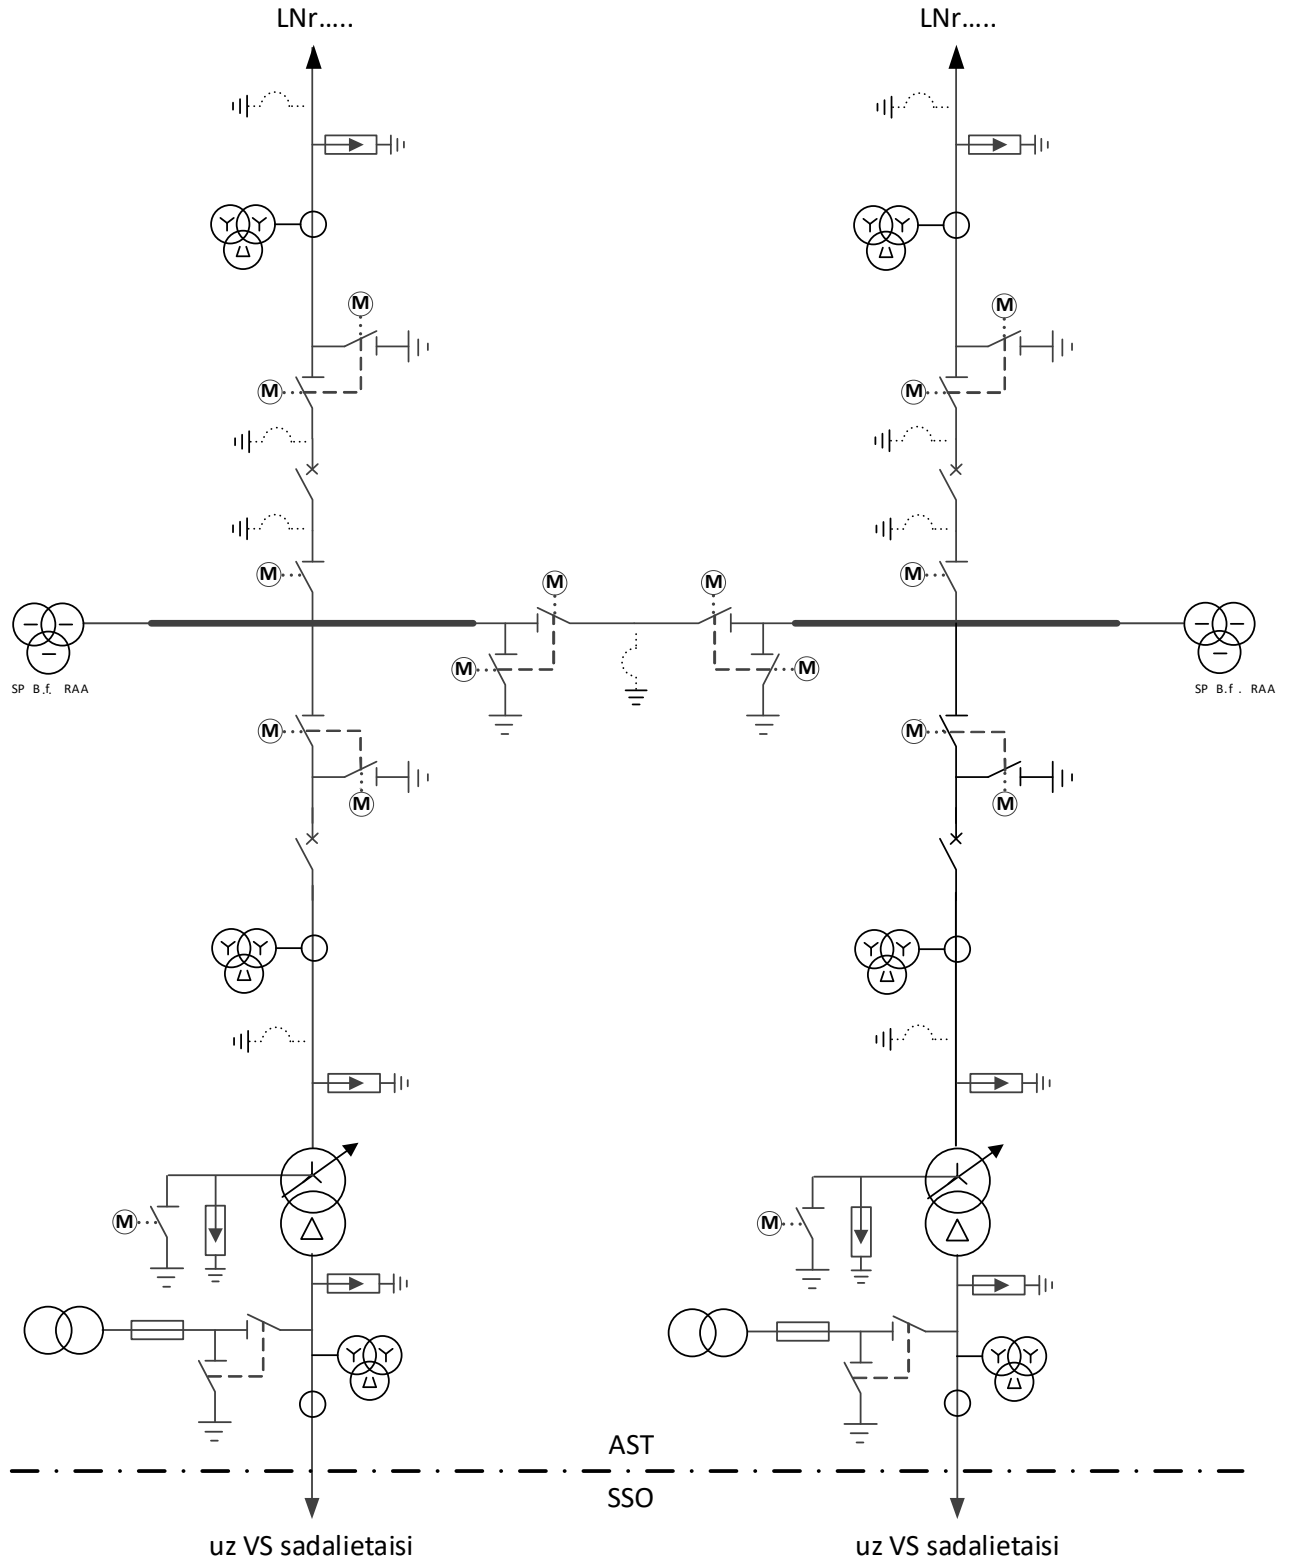 LNr.....
LNr.....
M
M
M
M
M
M
M
M
M
M
SP B.f. RAA
SP B.f . RAA
M
M
M
M
M
M
AST
SSO
uz VS sadalietaisi
uz VS sadalietaisi